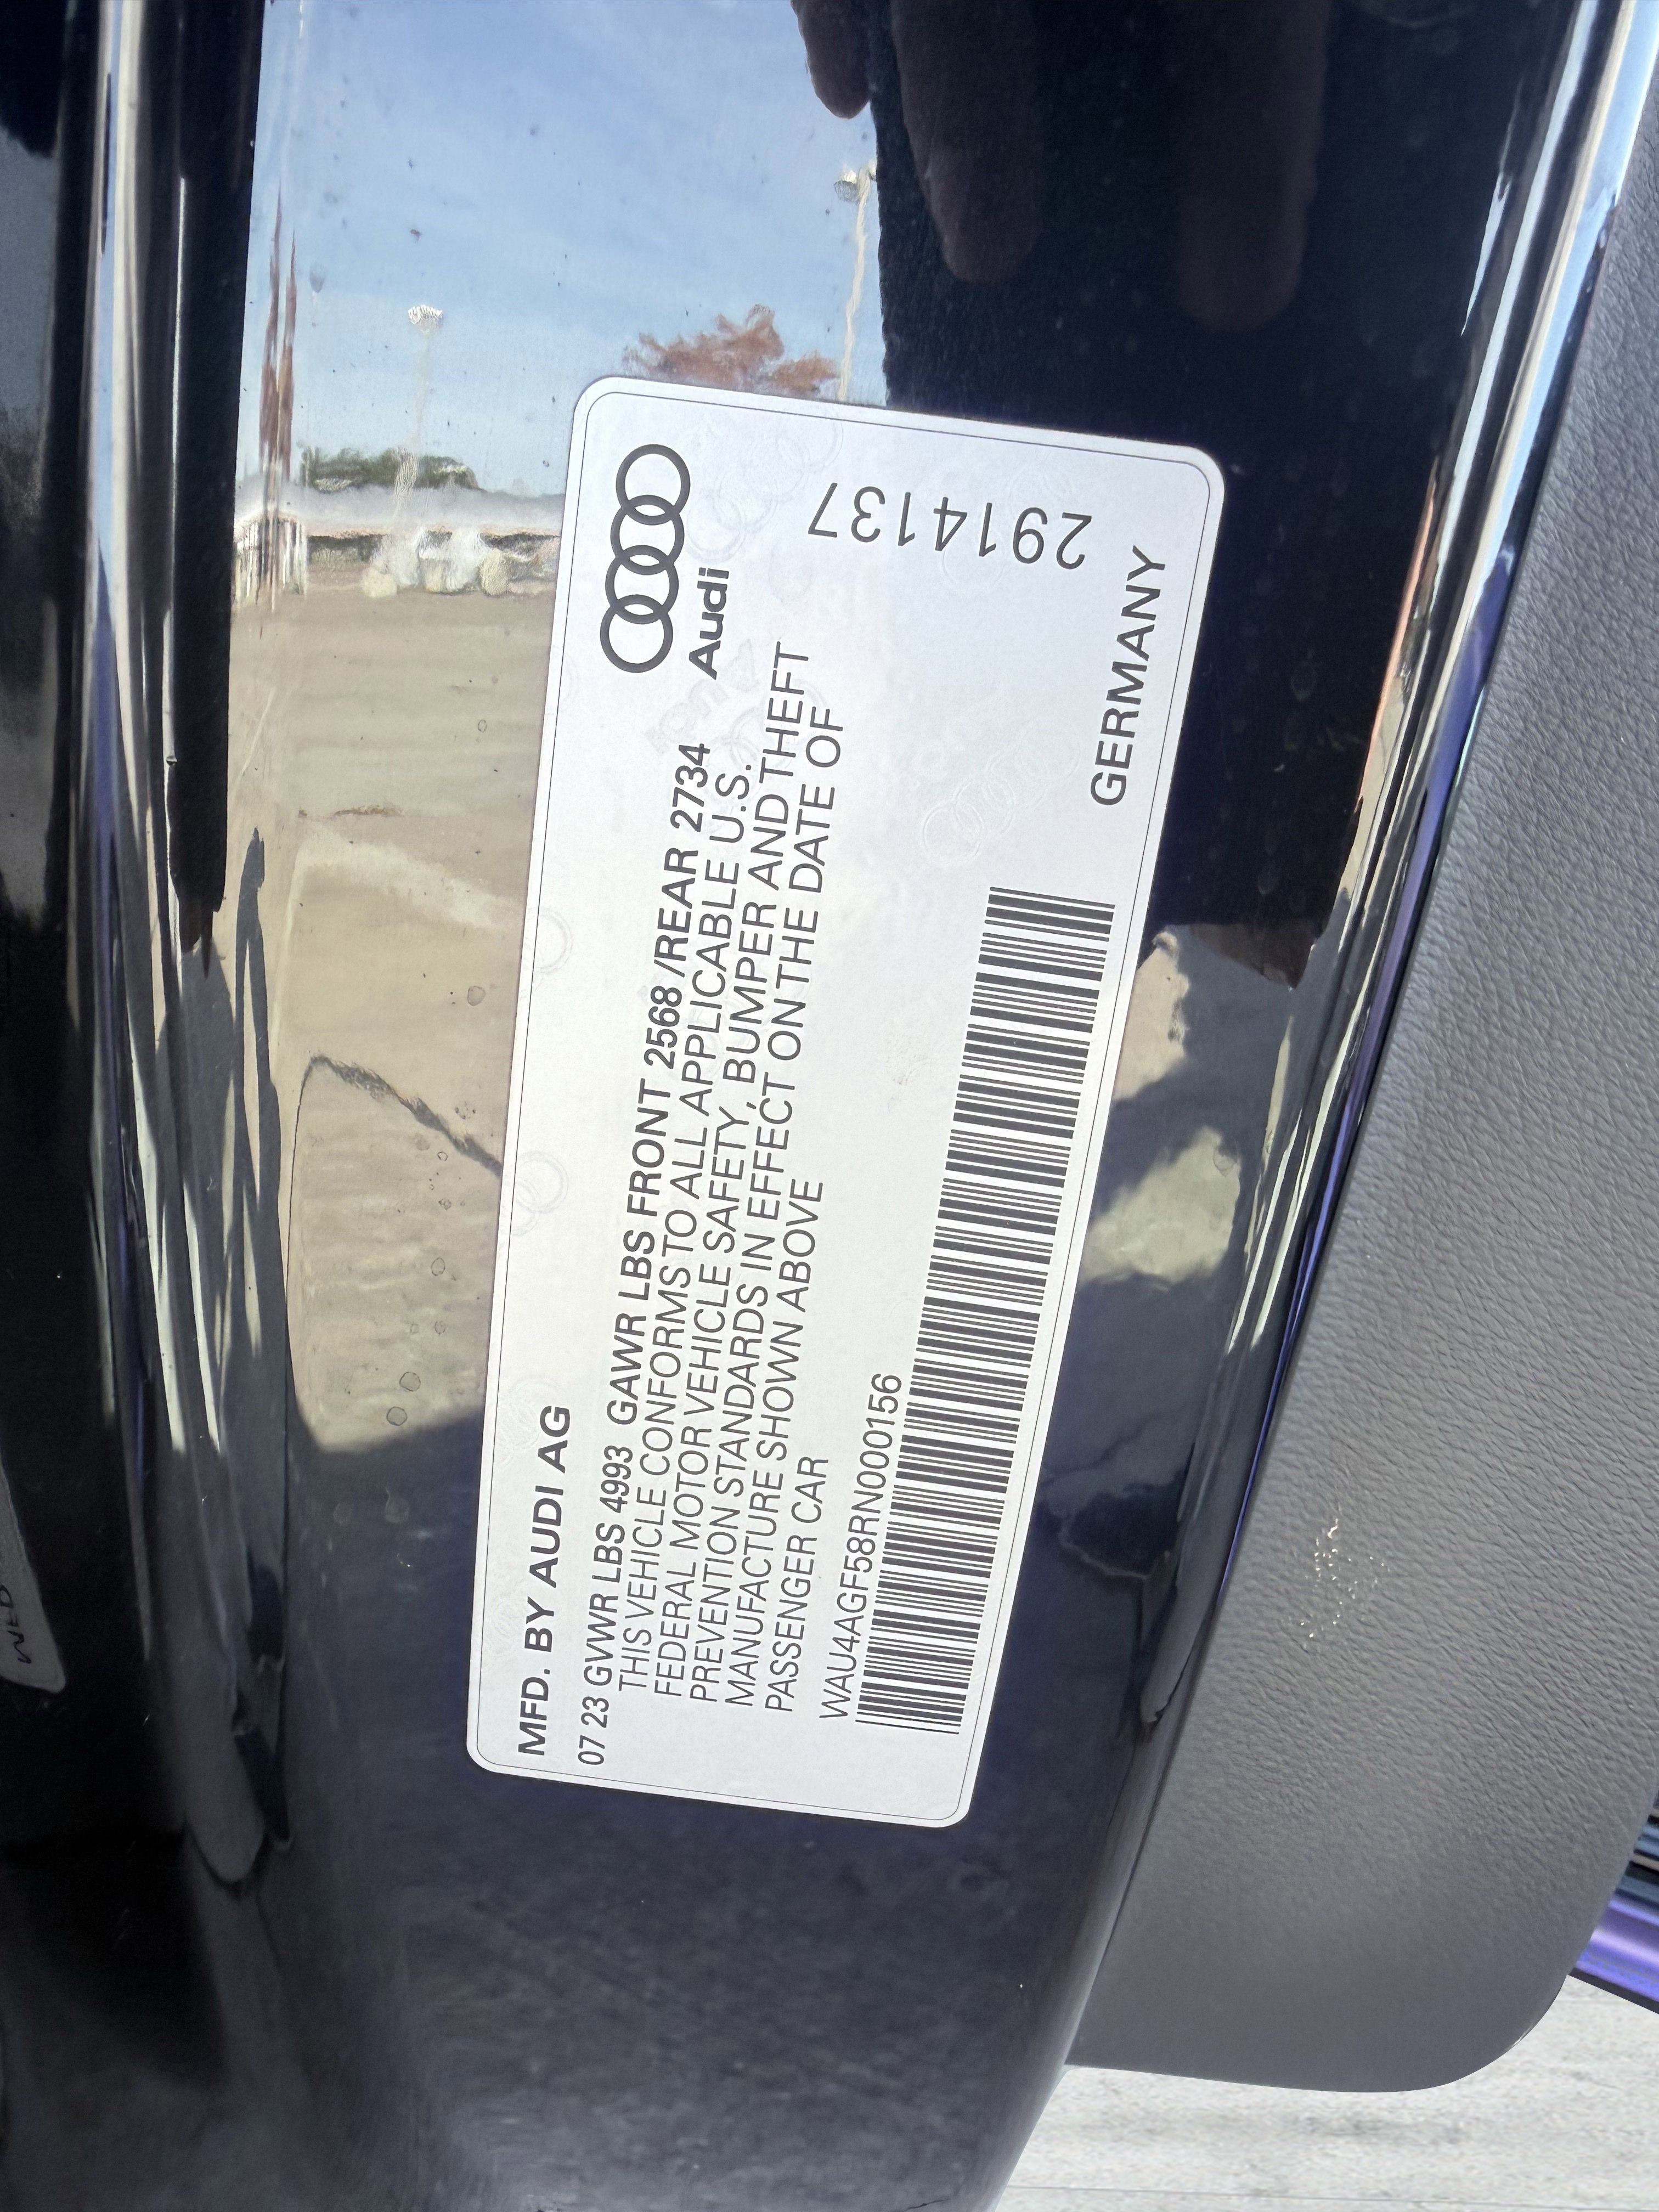 Audi
MFD. BY AUDI AG
07 23 GVWR LBS 4993 GAWR LBS FRONT 2568 /REAR 2734
THIS VEHICLE CONFORMS TO ALL APPLICABLE U.S.
FEDERAL MOTOR VEHICLE SAFETY, BUMPER AND THEFT
PREVENTION STANDARDS IN EFFECT ON THE DATE OF
MANUFACTURE SHOWN ABOVE
PASSENGER CAR
WAU4AGF58RN000156
2914137
GERMANY